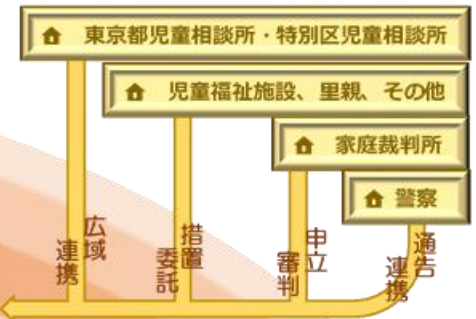 東京都児童相談所・特別区児童相談所
児童福祉施設、里親、その他
家庭裁判所
警察
広域
連携
措置
委託
申立
審判
通告
連携